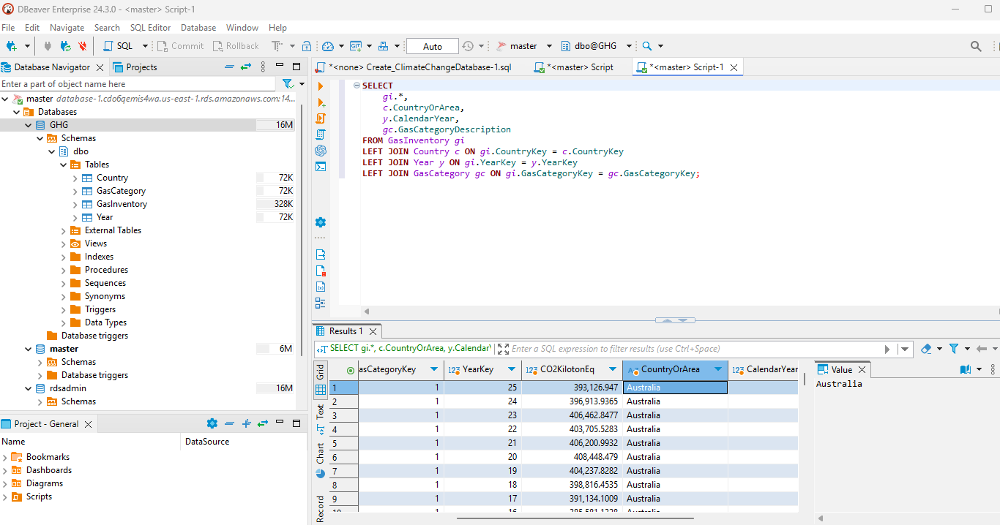 DBeaver Enterprise 24.3.0 - <master> Script-1
File Edit Navigate Search SQL Editor Database Window Help
SQL Commit Rollback T Auto master dbo@GHG
Database Navigator Projects
Enter a part of object name here
master database-1.cdo6qemis4wa.us-east-1.rds.amazonaws.com:14...
Databases
GHG 16M
Schemas
dbo
Tables
Country 72K
GasCategory 72K
GasInventory 328K
Year 72K
External Tables
Views
Indexes
Procedures
Sequences
Synonyms
Triggers
Data Types
Database triggers
master 6M
Schemas
Database triggers
rdsadmin 16M
Schemas
Project - General
Name DataSource
Bookmarks
Dashboards
Diagrams
Scripts
*<none> Create_ClimateChangeDatabase-1.sql *<master> Script *<master> Script-1
SELECT
gi.*,
c.CountryOrArea,
y.CalendarYear,
gc.GasCategoryDescription
FROM GasInventory gi
LEFT JOIN Country c ON gi.CountryKey = c.CountryKey
LEFT JOIN Year y ON gi.YearKey = y.YearKey
LEFT JOIN GasCategory gc ON gi.GasCategoryKey = gc.GasCategoryKey;
Results 1
SELECT gi.*, c.CountryOrArea, y.Calendar Enter a SQL expression to filter results (use Ctrl+Space)
Grid
Text
Chart
Record
asCategoryKey 123 YearKey 123 CO2KilotonEq A CountryOrArea 123 CalendarYear
1 1 25 393,126.947 Australia
2 1 24 396,913.9365 Australia
3 1 23 406,462.8477 Australia
4 1 22 403,705.5283 Australia
5 1 21 406,200.9932 Australia
6 1 20 408,448.479 Australia
7 1 19 404,237.8282 Australia
8 1 18 398,816.4535 Australia
9 1 17 391,134.1009 Australia
Value
Australia